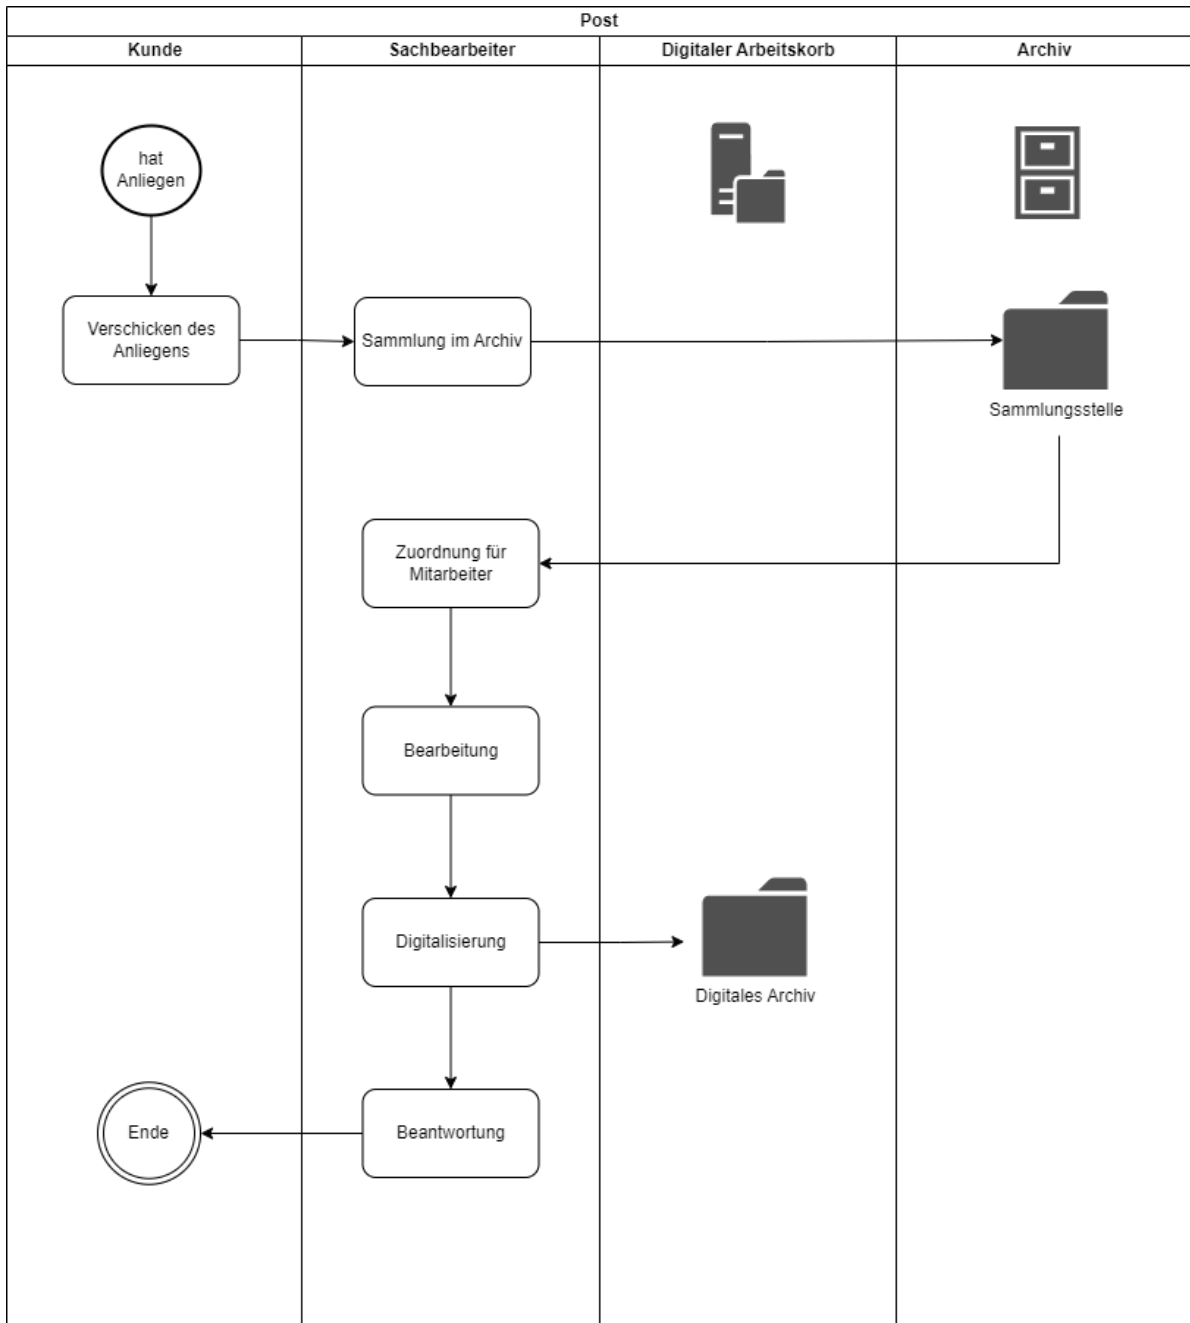 Post
Kunde
Sachbearbeiter
Digitaler Arbeitskorb
Archiv
hat
Anliegen
Verschicken des
Anliegens
Sammlung im Archiv
Sammlungsstelle
Zuordnung für
Mitarbeiter
Bearbeitung
Digitalisierung
Digitales Archiv
Ende
Beantwortung